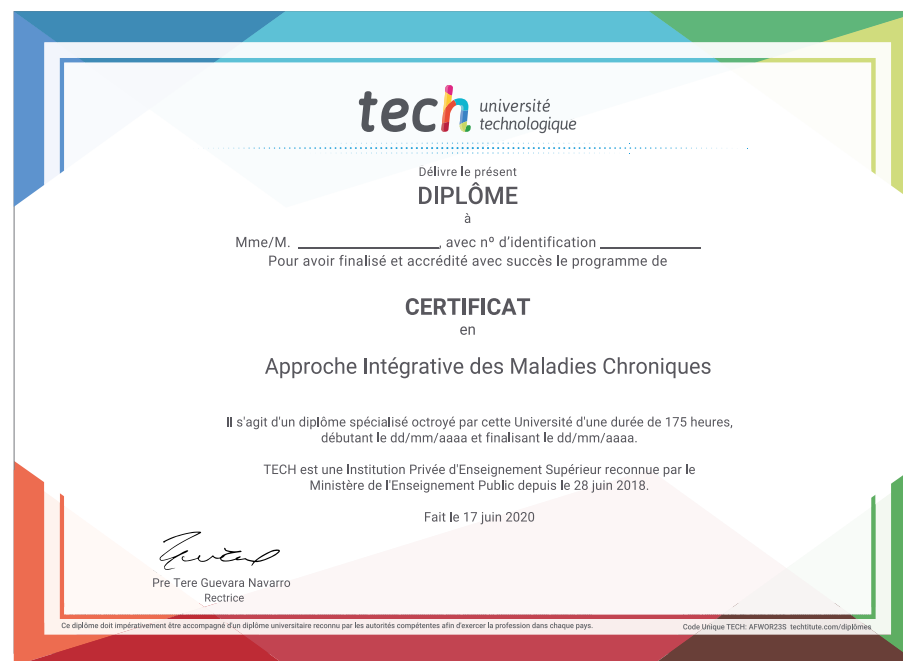 tech université
technologique
Délivre le présent
DIPLÔME
à
Mme/M. ____________________, avec nº d'identification ______________
Pour avoir finalisé et accrédité avec succès le programme de
CERTIFICAT
en
Approche Intégrative des Maladies Chroniques
Il s'agit d'un diplôme spécialisé octroyé par cette Université d'une durée de 175 heures,
débutant le dd/mm/aaaa et finalisant le dd/mm/aaaa.
TECH est une Institution Privée d'Enseignement Supérieur reconnue par le
Ministère de l'Enseignement Public depuis le 28 juin 2018.
Fait le 17 juin 2020
Pre Tere Guevara Navarro
Rectrice
Ce diplôme doit impérativement être accompagné d'un diplôme universitaire reconnu par les autorités compétentes afin d'exercer la profession dans chaque pays.
Code Unique TECH: AFWOR23S techtitute.com/diplômes